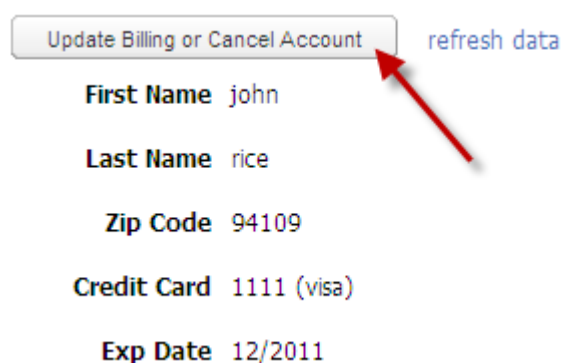 Update Billing or Cancel Account refresh data
First Name john
Last Name rice
Zip Code 94109
Credit Card 1111 (visa)
Exp Date 12/2011